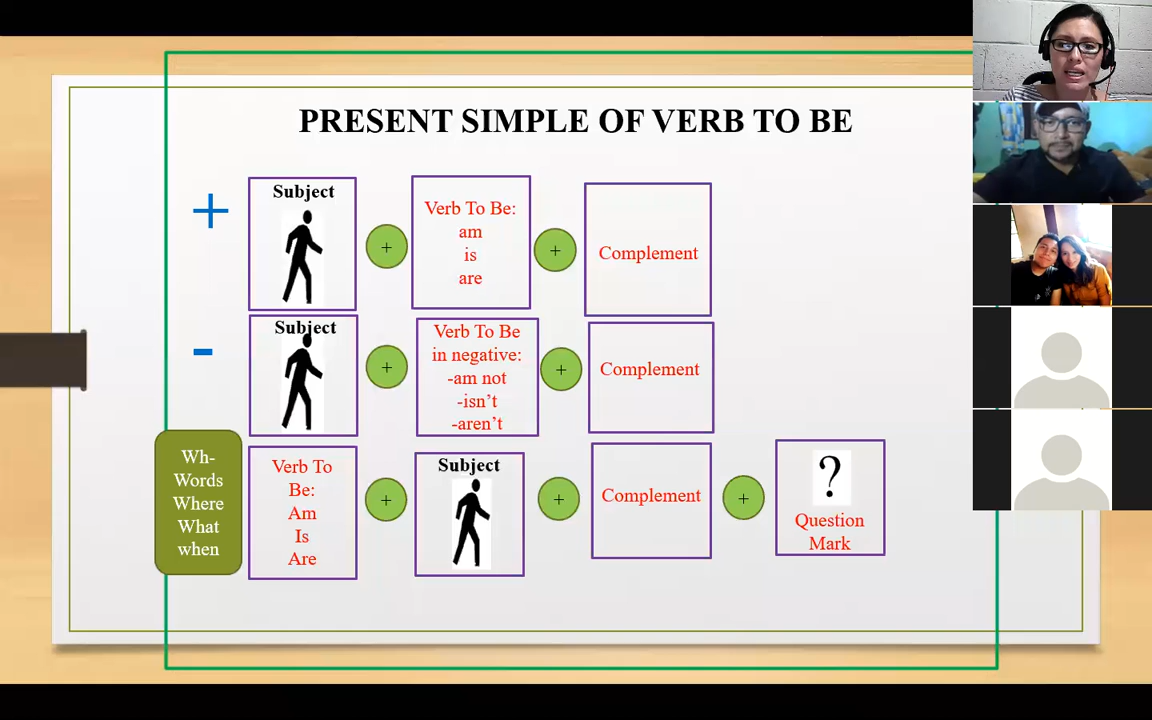 PRESENT SIMPLE OF VERB TO BE
+
Subject
+
Verb To Be:
am
is
are
+
Complement
-
Subject
+
Verb To Be
in negative:
-am not
-isn’t
-aren’t
+
Complement
Wh-
Words
Where
What
when
Verb To
Be:
Am
Is
Are
+
Subject
+
Complement
+
?
Question
Mark